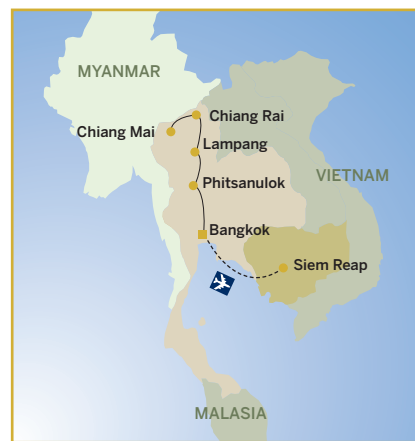 MYANMAR
Chiang Rai
Chiang Mai
Lampang
VIETNAM
Phitsanulok
Bangkok
Siem Reap
MALASIA